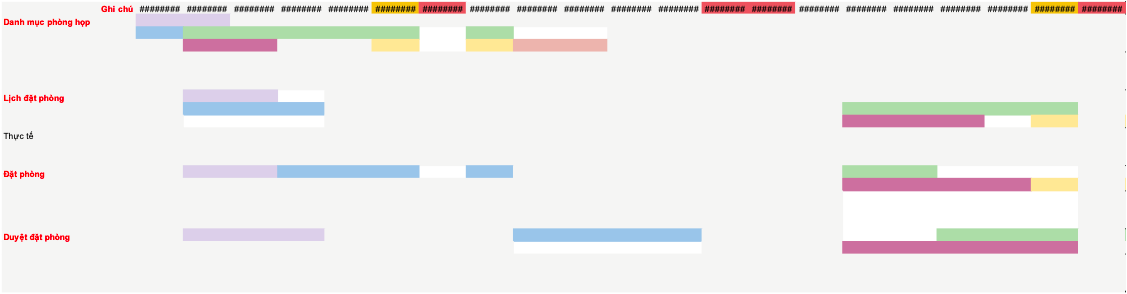 Ghi chú ######## ######## ######## ######## ######## ######## ######## ######## ######## ######## ######## ######## ######## ######## ######## ######## ######## ######## ######## ######## ########
Danh mục phòng họp
Lịch đặt phòng
Thực tế
Đặt phòng
Duyệt đặt phòng